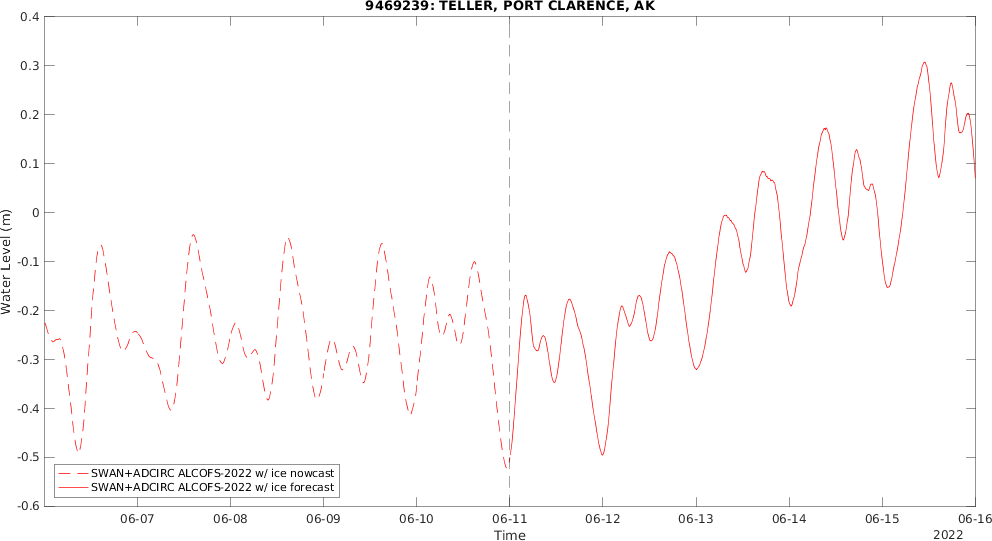 9469239: TELLER, PORT CLARENCE, AK
0.4
0.3
0.2
0.1
0
-0.1
-0.2
-0.3
-0.4
-0.5
-0.6
Water Level (m)
SWAN+ADCIRC ALCOFS-2022 w/ ice nowcast
SWAN+ADCIRC ALCOFS-2022 w/ ice forecast
06-07 06-08 06-09 06-10 06-11 06-12 06-13 06-14 06-15 06-16
Time
2022